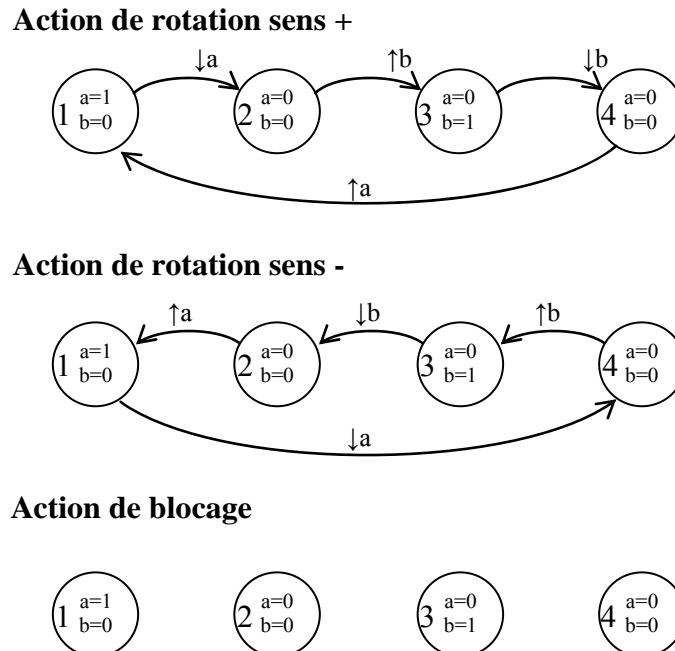 Action de rotation sens +
↓a ↑b ↓b
1 a=1 b=0 2 a=0 b=0 3 a=0 b=1 4 a=0 b=0
↑a
Action de rotation sens -
↑a ↓b ↑b
1 a=1 b=0 2 a=0 b=0 3 a=0 b=1 4 a=0 b=0
↓a
Action de blocage
1 a=1 b=0 2 a=0 b=0 3 a=0 b=1 4 a=0 b=0